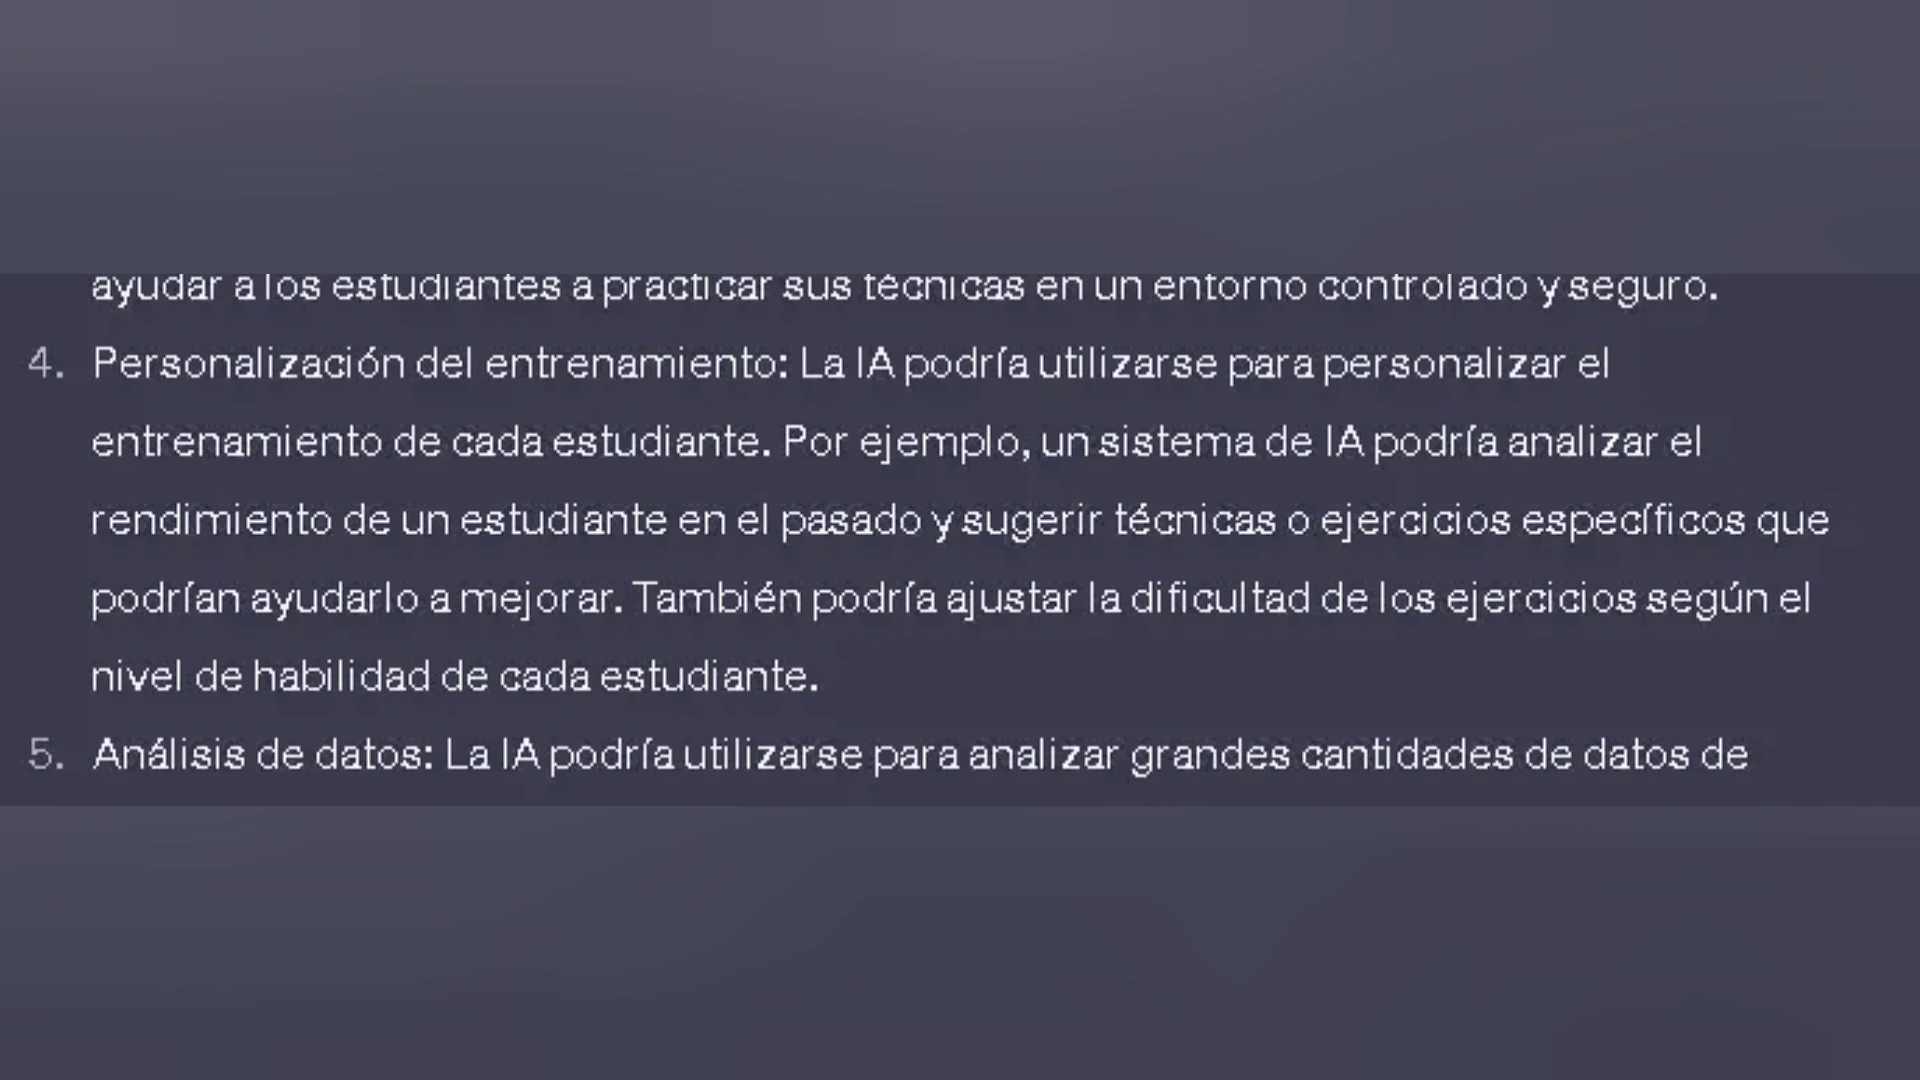 ayudar a los estudiantes a practicar sus técnicas en un entorno controlado y seguro.
4. Personalización del entrenamiento: La IA podría utilizarse para personalizar el
entrenamiento de cada estudiante. Por ejemplo, un sistema de IA podría analizar el
rendimiento de un estudiante en el pasado y sugerir técnicas o ejercicios específicos que
podrían ayudarlo a mejorar. También podría ajustar la dificultad de los ejercicios según el
nivel de habilidad de cada estudiante.
5. Análisis de datos: La IA podría utilizarse para analizar grandes cantidades de datos de